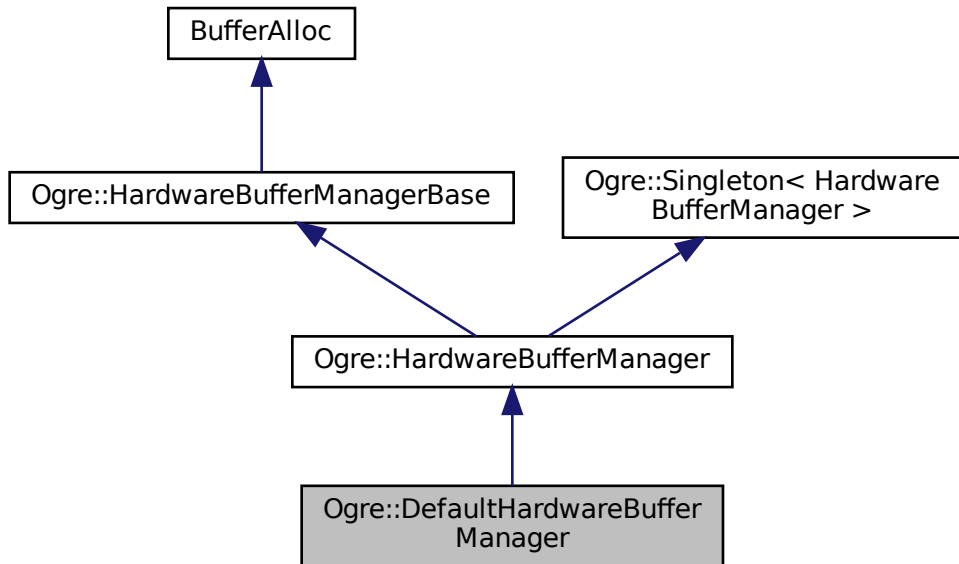 BufferAlloc
Ogre::HardwareBufferManagerBase
Ogre::Singleton< Hardware
BufferManager >
Ogre::HardwareBufferManager
Ogre::DefaultHardwareBuffer
Manager